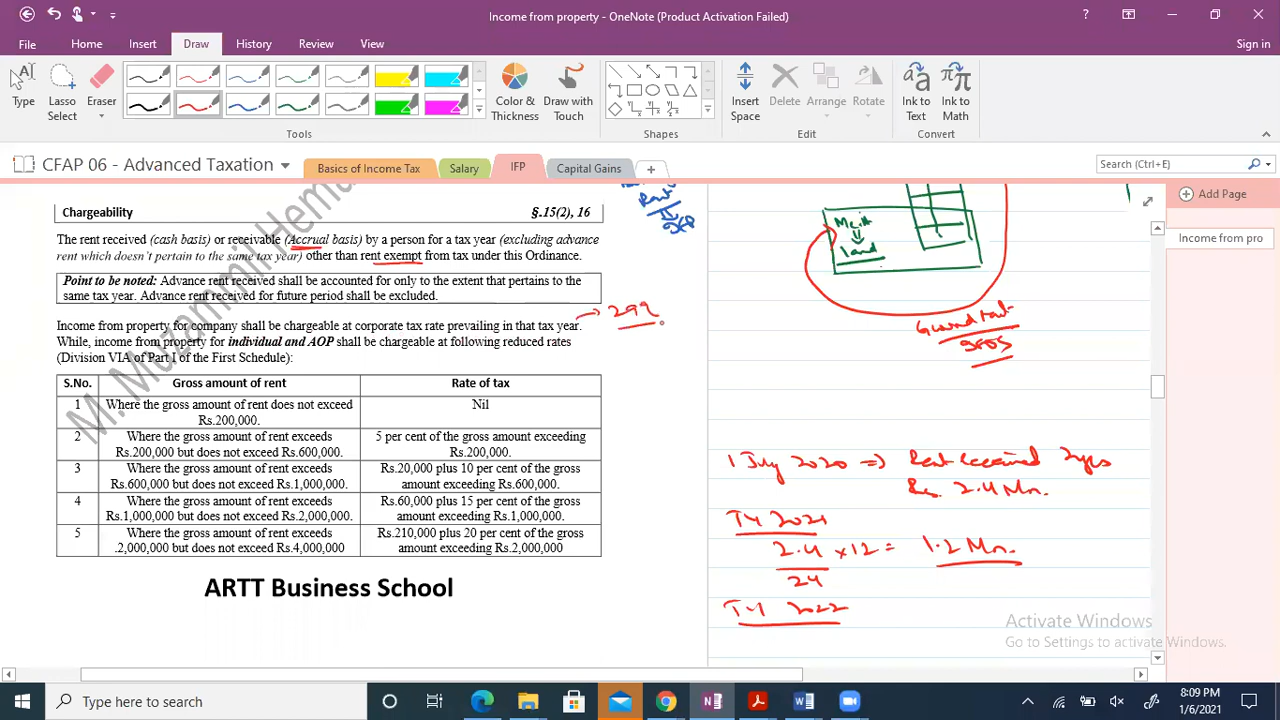 Income from property - OneNote (Product Activation Failed)
?
File
Home
Insert
Draw
History
Review
View
Sign in
Type
Lasso Select
Eraser
Color & Thickness
Draw with Touch
Insert Space
Delete
Arrange
Rotate
Ink to Text
Ink to Math
Tools
Shapes
Edit
Convert
CFAP 06 - Advanced Taxation
Basics of Income Tax
Salary
IFP
Capital Gains
Search (Ctrl+E)
Add Page
Income from pro
Chargeability §.15(2), 16
The rent received (cash basis) or receivable (Accrual basis) by a person for a tax year (excluding advance
rent which doesn't pertain to the same tax year) other than rent exempt from tax under this Ordinance.
Point to be noted: Advance rent received shall be accounted for only to the extent that pertains to the
same tax year. Advance rent received for future period shall be excluded.
Income from property for company shall be chargeable at corporate tax rate prevailing in that tax year.
→ 29%
While, income from property for individual and AOP shall be chargeable at following reduced rates
(Division VIA of Part I of the First Schedule):
S.No. Gross amount of rent Rate of tax
1 Where the gross amount of rent does not exceed Nil
Rs.200,000.
2 Where the gross amount of rent exceeds 5 per cent of the gross amount exceeding
Rs.200,000 but does not exceed Rs.600,000. Rs.200,000.
3 Where the gross amount of rent exceeds Rs.20,000 plus 10 per cent of the gross
Rs.600,000 but does not exceed Rs.1,000,000. amount exceeding Rs.600,000.
4 Where the gross amount of rent exceeds Rs.60,000 plus 15 per cent of the gross
Rs.1,000,000 but does not exceed Rs.2,000,000. amount exceeding Rs.1,000,000.
5 Where the gross amount of rent exceeds Rs.210,000 plus 20 per cent of the gross
.2,000,000 but does not exceed Rs.4,000,000 amount exceeding Rs.2,000,000
M. Muzammil
ARTT Business School
Rent
land
Ground rent
1 July 2020 => Rent received 2yrs
Rs. 2.4 Mn.
TY 2021
2.4 ×12 = 1.2 Mn.
24
TY 2022
Activate Windows
Go to Settings to activate Windows.
Type here to search
8:09 PM
1/6/2021